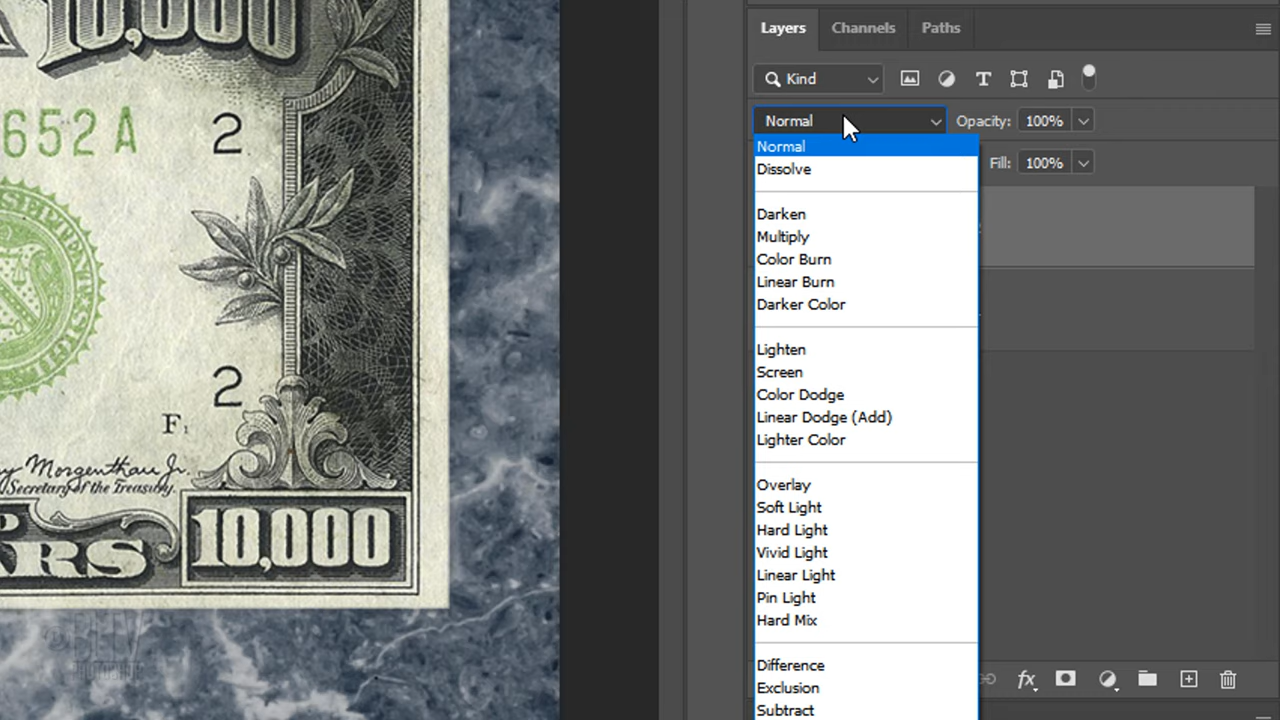 10,000
652 A
2
2
F1
Morgenthau Jr.
Secretary of the Treasury.
10,000
Layers
Channels
Paths
Kind
Normal
Opacity:
100%
Normal
Dissolve
Fill:
100%
Darken
Multiply
Color Burn
Linear Burn
Darker Color
Lighten
Screen
Color Dodge
Linear Dodge (Add)
Lighter Color
Overlay
Soft Light
Hard Light
Vivid Light
Linear Light
Pin Light
Hard Mix
Difference
Exclusion
Subtract
fx
BMTV
PHOTOSHOP